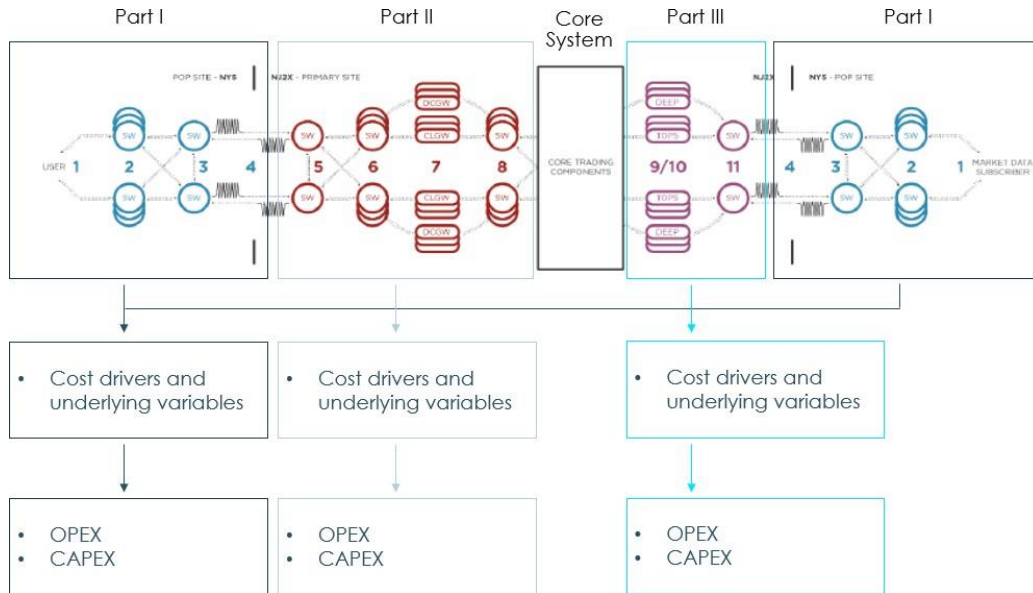 Part I
Part II
Core
System
Part III
Part I
POP SITE - NY5
NJ2X - PRIMARY SITE
NJ2X
NY5 - POP SITE
DCGW
DEEP
SW SW SW SW CLGW SW TOPS SW SW SW
USER 1 2 3 4 5 6 7 8 CORE TRADING COMPONENTS 9/10 11 4 3 2 1 MARKET DATA SUBSCRIBER
SW SW SW SW CLGW SW TOPS SW SW SW
DCGW
DEEP
• Cost drivers and
underlying variables
• Cost drivers and
underlying variables
• Cost drivers and
underlying variables
• OPEX
• CAPEX
• OPEX
• CAPEX
• OPEX
• CAPEX